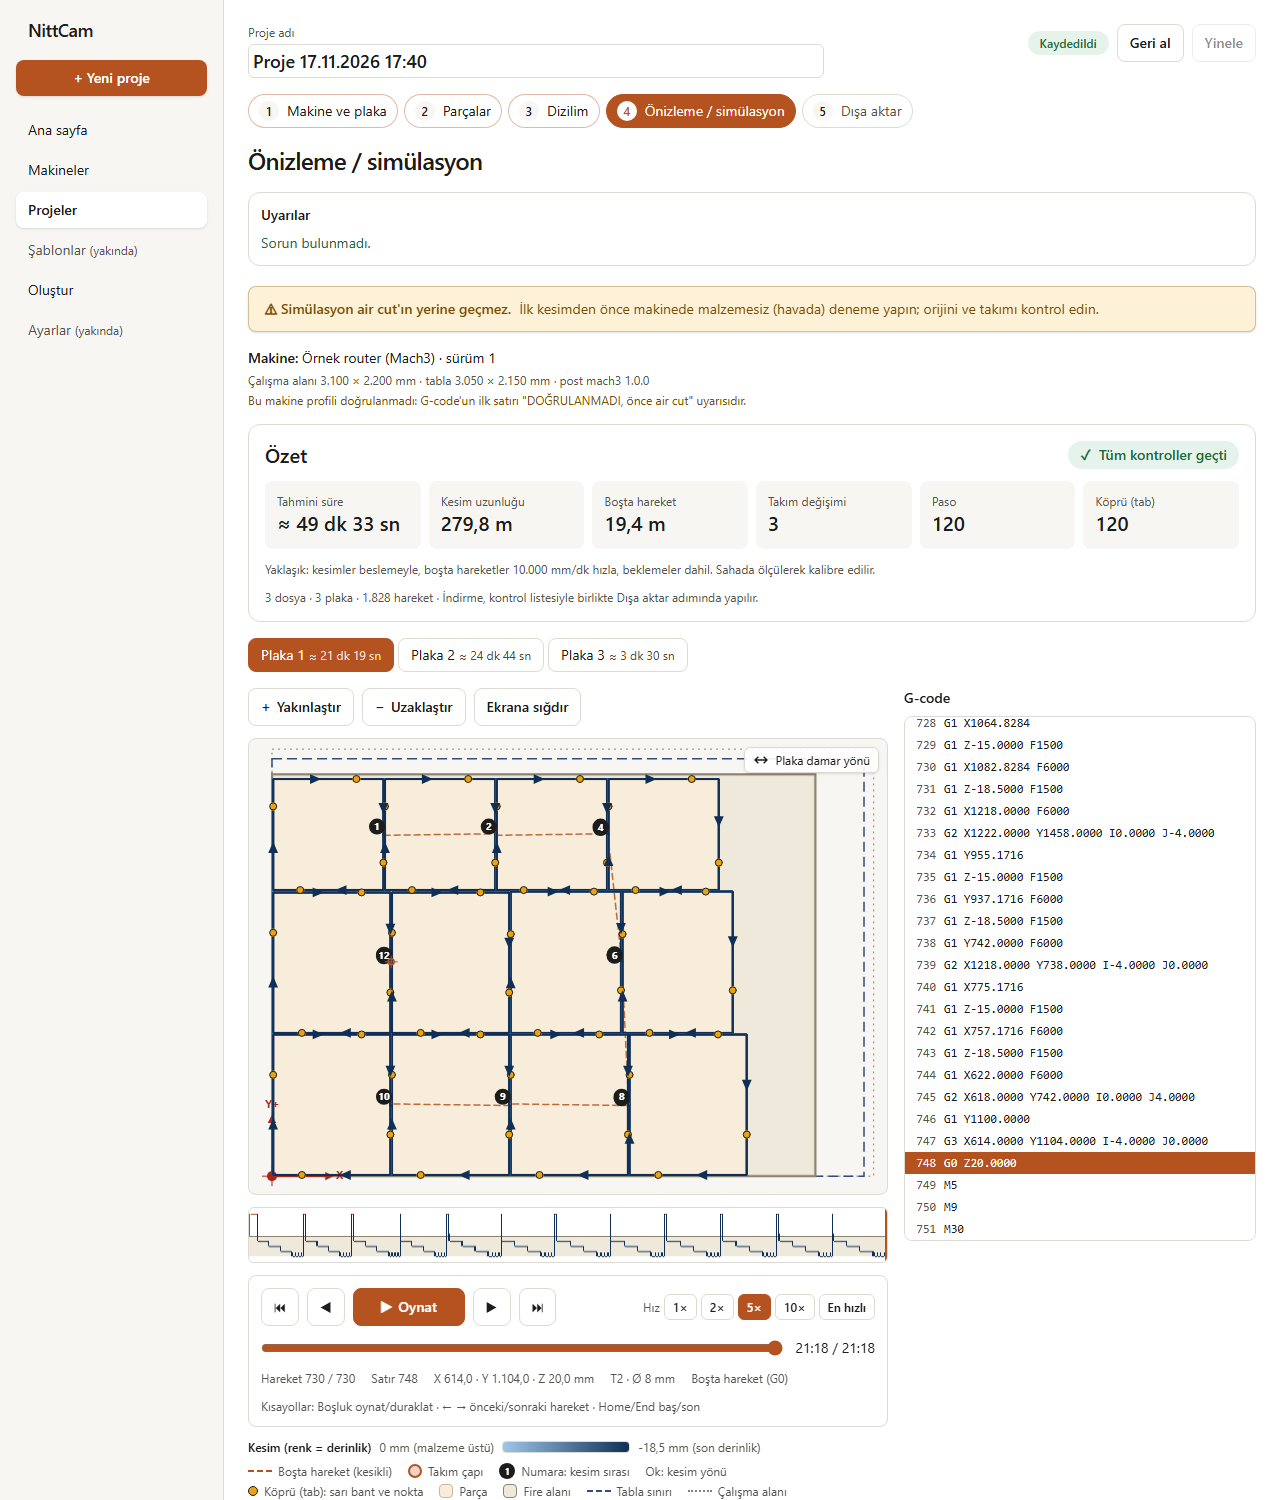 NittCam
+ Yeni proje
Ana sayfa
Makineler
Projeler
Şablonlar (yakında)
Oluştur
Ayarlar (yakında)
Proje adı
Proje 17.11.2026 17:40
Kaydedildi
Geri al
Yinele
1 Makine ve plaka
2 Parçalar
3 Dizilim
4 Önizleme / simülasyon
5 Dışa aktar
Önizleme / simülasyon
Uyarılar
Sorun bulunmadı.
⚠ Simülasyon air cut'ın yerine geçmez. İlk kesimden önce makinede malzemesiz (havada) deneme yapın; orijini ve takımı kontrol edin.
Makine: Örnek router (Mach3) · sürüm 1
Çalışma alanı 3.100 × 2.200 mm · tabla 3.050 × 2.150 mm · post mach3 1.0.0
Bu makine profili doğrulanmadı: G-code'un ilk satırı "DOĞRULANMADI, önce air cut" uyarısıdır.
Özet
✓ Tüm kontroller geçti
Tahmini süre
≈ 49 dk 33 sn
Kesim uzunluğu
279,8 m
Boşta hareket
19,4 m
Takım değişimi
3
Paso
120
Köprü (tab)
120
Yaklaşık: kesimler beslemeyle, boşta hareketler 10.000 mm/dk hızla, beklemeler dahil. Sahada ölçülerek kalibre edilir.
3 dosya · 3 plaka · 1.828 hareket · İndirme, kontrol listesiyle birlikte Dışa aktar adımında yapılır.
Plaka 1 ≈ 21 dk 19 sn
Plaka 2 ≈ 24 dk 44 sn
Plaka 3 ≈ 3 dk 30 sn
+ Yakınlaştır
− Uzaklaştır
Ekrana sığdır
↔ Plaka damar yönü
1
2
4
12
6
10
9
8
Y+
X
G-code
728 G1 X1064.8284
729 G1 Z-15.0000 F1500
730 G1 X1082.8284 F6000
731 G1 Z-18.5000 F1500
732 G1 X1218.0000 F6000
733 G2 X1222.0000 Y1458.0000 I0.0000 J-4.0000
734 G1 Y955.1716
735 G1 Z-15.0000 F1500
736 G1 Y937.1716 F6000
737 G1 Z-18.5000 F1500
738 G1 Y742.0000 F6000
739 G2 X1218.0000 Y738.0000 I-4.0000 J0.0000
740 G1 X775.1716
741 G1 Z-15.0000 F1500
742 G1 X757.1716 F6000
743 G1 Z-18.5000 F1500
744 G1 X622.0000 F6000
745 G2 X618.0000 Y742.0000 I0.0000 J4.0000
746 G1 Y1100.0000
747 G3 X614.0000 Y1104.0000 I-4.0000 J0.0000
748 G0 Z20.0000
749 M5
750 M9
751 M30
▶ Oynat
Hız
1×
2×
5×
10×
En hızlı
21:18 / 21:18
Hareket 730 / 730 Satır 748 X 614,0 · Y 1.104,0 · Z 20,0 mm T2 · Ø 8 mm Boşta hareket (G0)
Kısayollar: Boşluk oynat/duraklat · ← → önceki/sonraki hareket · Home/End baş/son
Kesim (renk = derinlik) 0 mm (malzeme üstü) -18,5 mm (son derinlik)
Boşta hareket (kesikli) Takım çapı 1 Numara: kesim sırası Ok: kesim yönü
Köprü (tab): sarı bant ve nokta Parça Fire alanı Tabla sınırı Çalışma alanı